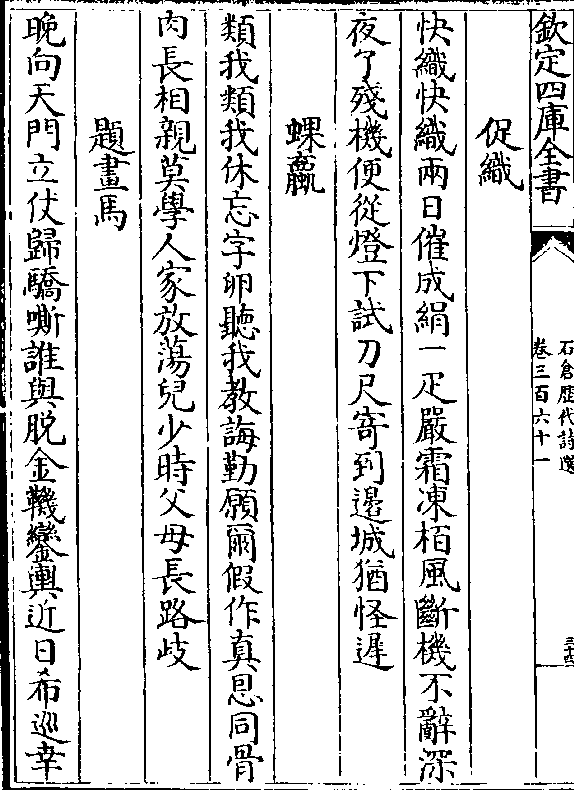 欽定四庫全書
石倉歴代詩選
卷三百六十一
三十四
促織
快織快織兩日催成絹一疋嚴霜凍栢風斷機不辭深
夜了殘機便從燈下試刀尺寄到邉城猶怪遲
蜾蠃
類我類我休忘字卵聽我教誨勤願爾假作真恩同骨
肉長相親莫學人家放蕩兒少時父母長路歧
題畫馬
晚向天門立仗歸驕嘶誰與脱金鞿鑾輿近日希巡幸